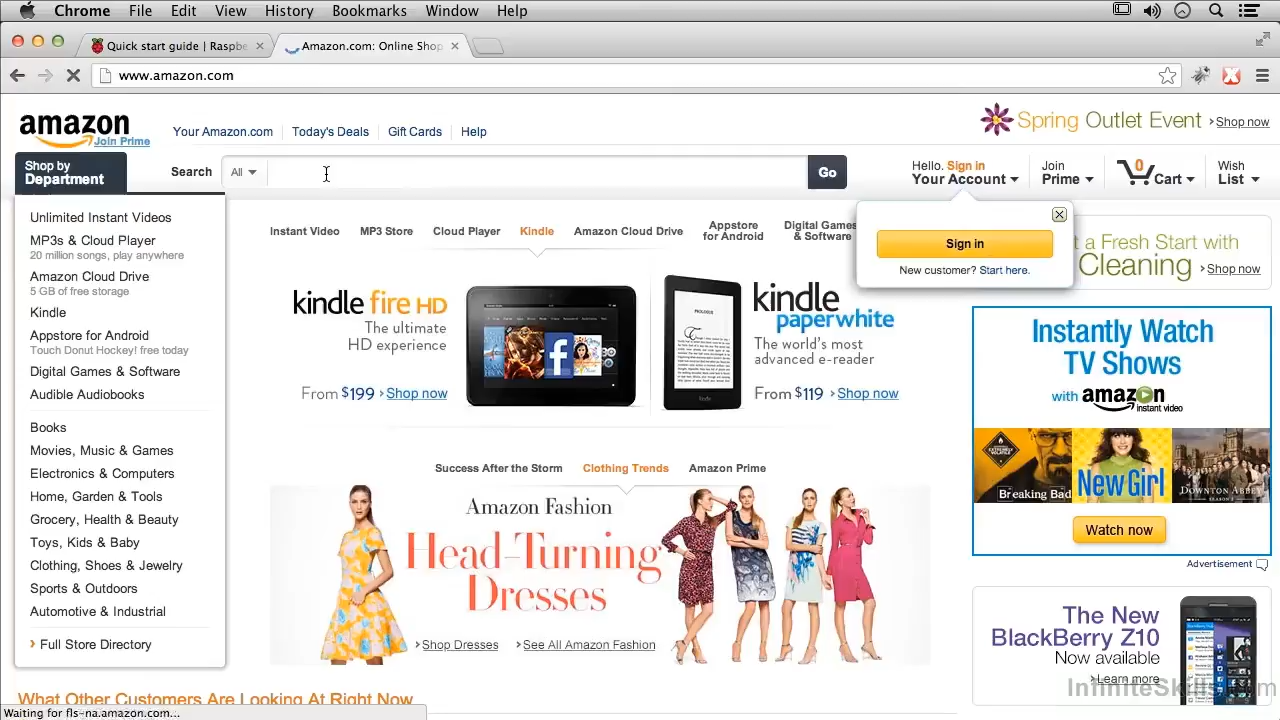 Chrome File Edit View History Bookmarks Window Help
Quick start guide | Raspbe
Amazon.com: Online Shop
www.amazon.com
amazon
Join Prime
Your Amazon.com
Today's Deals
Gift Cards
Help
Spring Outlet Event
Shop now
Shop by
Department
Search
All
Go
Hello. Sign in
Your Account
Join
Prime
0
Cart
Wish
List
Unlimited Instant Videos
MP3s & Cloud Player
20 million songs, play anywhere
Amazon Cloud Drive
5 GB of free storage
Kindle
Appstore for Android
Touch Donut Hockey! free today
Digital Games & Software
Audible Audiobooks
Books
Movies, Music & Games
Electronics & Computers
Home, Garden & Tools
Grocery, Health & Beauty
Toys, Kids & Baby
Clothing, Shoes & Jewelry
Sports & Outdoors
Automotive & Industrial
Full Store Directory
Instant Video
MP3 Store
Cloud Player
Kindle
Amazon Cloud Drive
Appstore
for Android
Digital Games
& Software
Sign in
New customer? Start here.
a Fresh Start with
Cleaning
Shop now
kindle fire HD
The ultimate
HD experience
From $199
Shop now
kindle
paperwhite
The world's most
advanced e-reader
From $119
Shop now
PROLOGUE
kindle
Instantly Watch
TV Shows
with amazon
instant video
Breaking Bad
New Girl
DOWNTON ABBEY
Watch now
Advertisement
Success After the Storm
Clothing Trends
Amazon Prime
Amazon Fashion
Head-Turning
Dresses
Shop Dresses
See All Amazon Fashion
The New
BlackBerry Z10
Now available
Learn more
What Other Customers Are Looking At Right Now
Waiting for fls-na.amazon.com...
InfiniteSkills.com